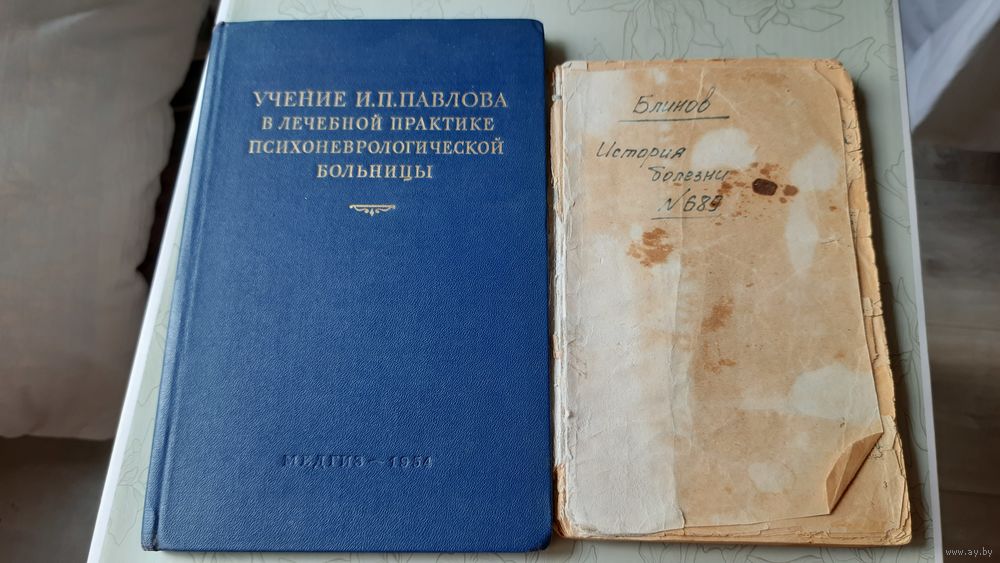 УЧЕНИЕ И.П.ПАВЛОВА
В ЛЕЧЕБНОЙ ПРАКТИКЕ
ПСИХОНЕВРОЛОГИЧЕСКОЙ
БОЛЬНИЦЫ
МЕДГИЗ — 1954
Блинов
История
болезни
№689
www.ay.by